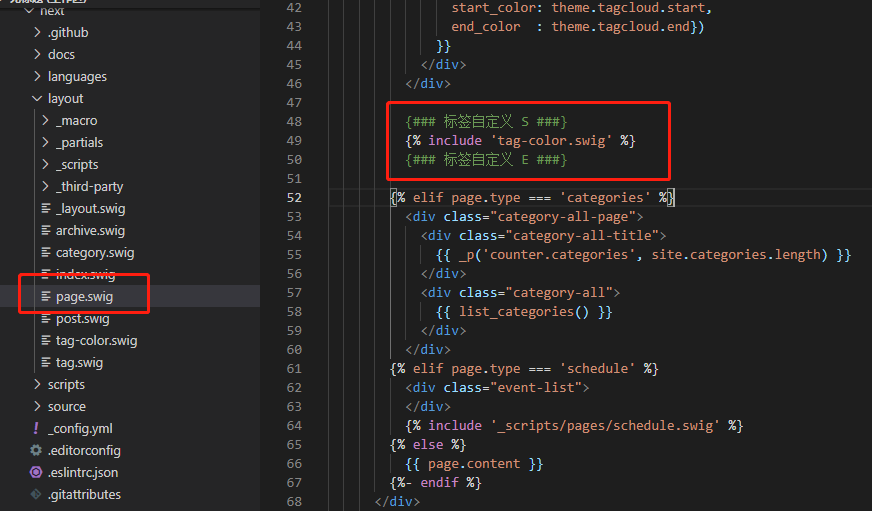 next
.github
docs
languages
layout
_macro
_partials
_scripts
_third-party
_layout.swig
archive.swig
category.swig
index.swig
page.swig
post.swig
tag-color.swig
tag.swig
scripts
source
_config.yml
.editorconfig
.eslintrc.json
.gitattributes
42 start_color: theme.tagcloud.start,
43 end_color  : theme.tagcloud.end})
44 }}
45 </div>
46 </div>
47
48 {### 标签自定义 S ###}
49 {% include 'tag-color.swig' %}
50 {### 标签自定义 E ###}
51
52 {% elif page.type === 'categories' %}
53 <div class="category-all-page">
54 <div class="category-all-title">
55 {{ _p('counter.categories', site.categories.length) }}
56 </div>
57 <div class="category-all">
58 {{ list_categories() }}
59 </div>
60 </div>
61 {% elif page.type === 'schedule' %}
62 <div class="event-list">
63 </div>
64 {% include '_scripts/pages/schedule.swig' %}
65 {% else %}
66 {{ page.content }}
67 {%- endif %}
68 </div>